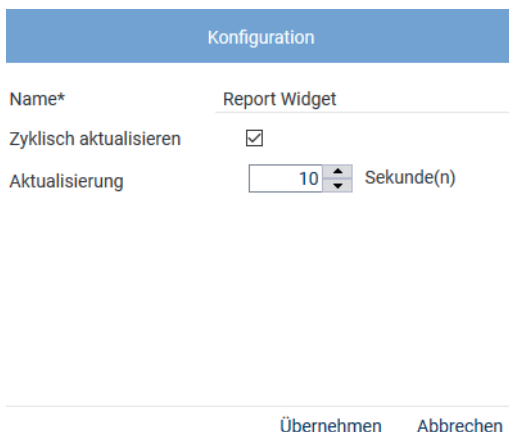 Konfiguration
Name* Report Widget
Zyklisch aktualisieren
Aktualisierung 10 Sekunde(n)
Übernehmen Abbrechen